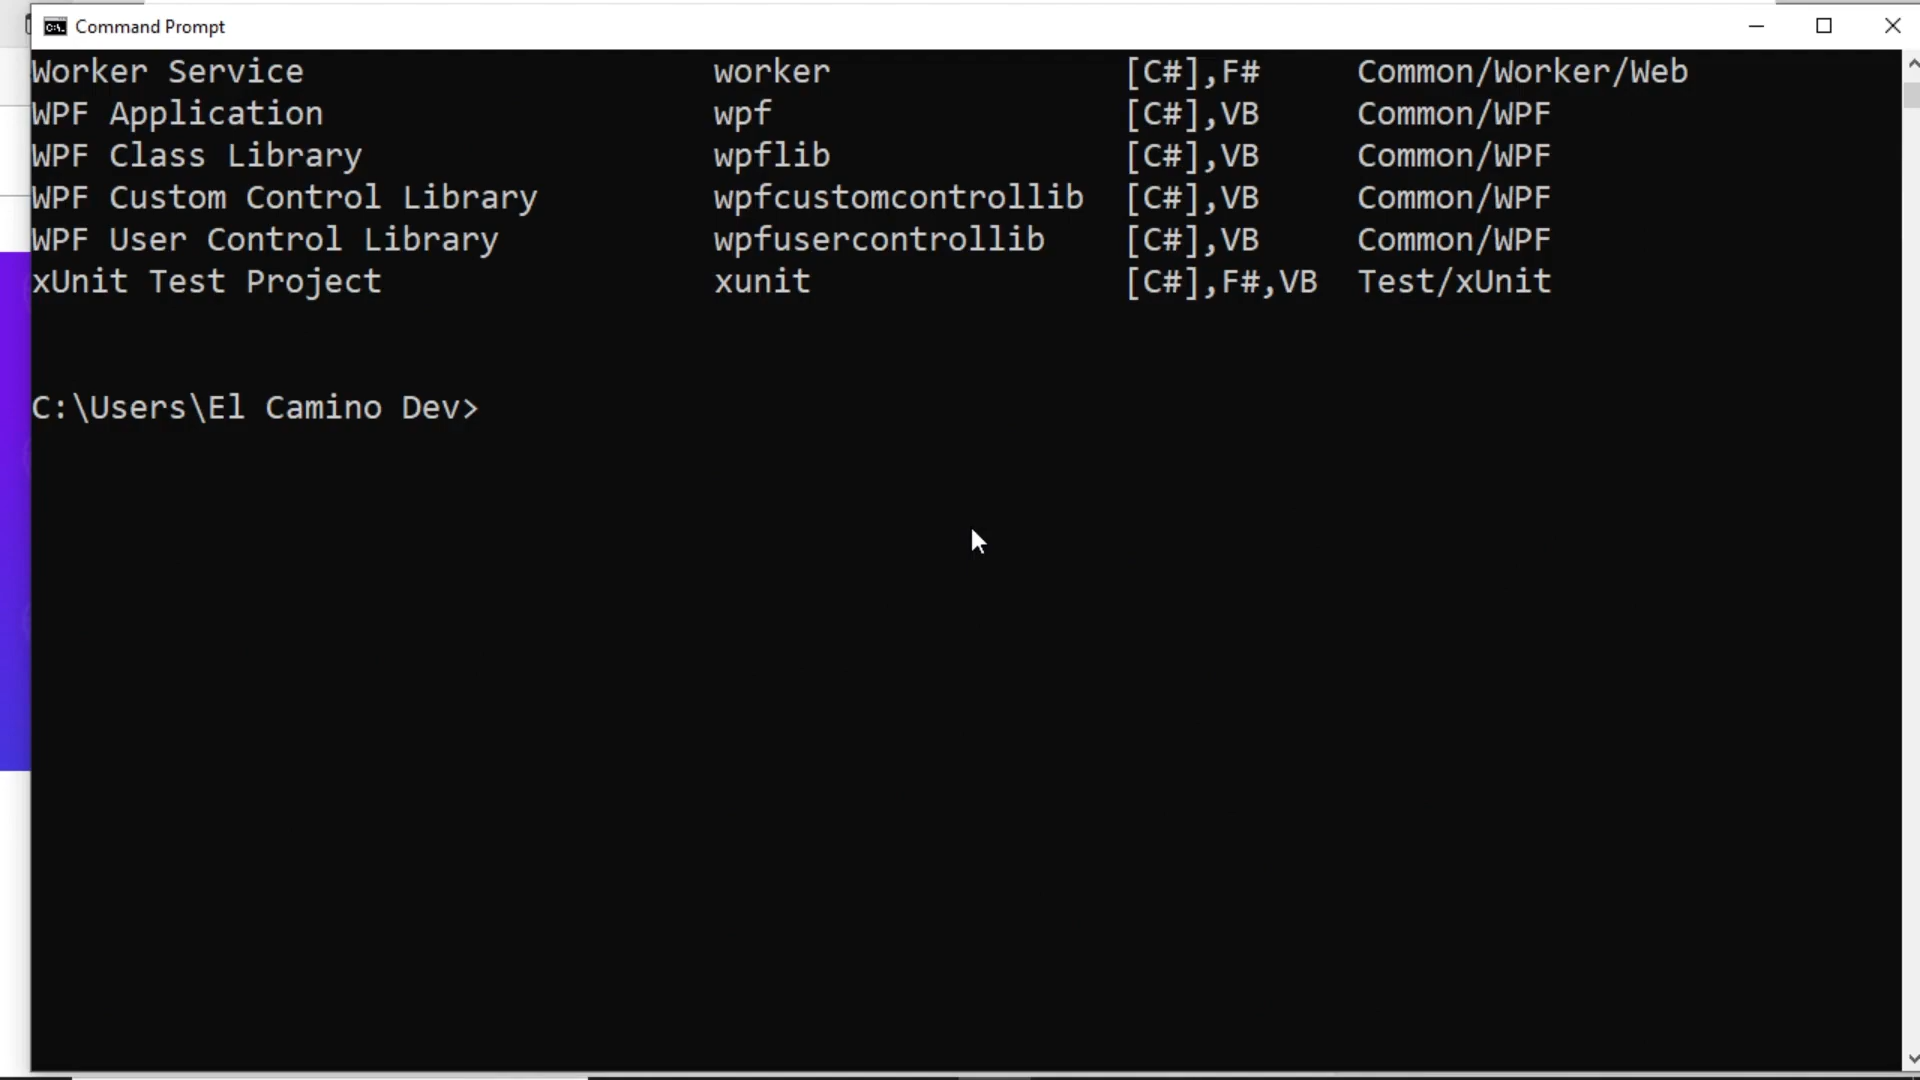 Command Prompt
Worker Service worker [C#],F# Common/Worker/Web
WPF Application wpf [C#],VB Common/WPF
WPF Class Library wpflib [C#],VB Common/WPF
WPF Custom Control Library wpfcustomcontrollib [C#],VB Common/WPF
WPF User Control Library wpfusercontrollib [C#],VB Common/WPF
xUnit Test Project xunit [C#],F#,VB Test/xUnit
C:\Users\El Camino Dev>